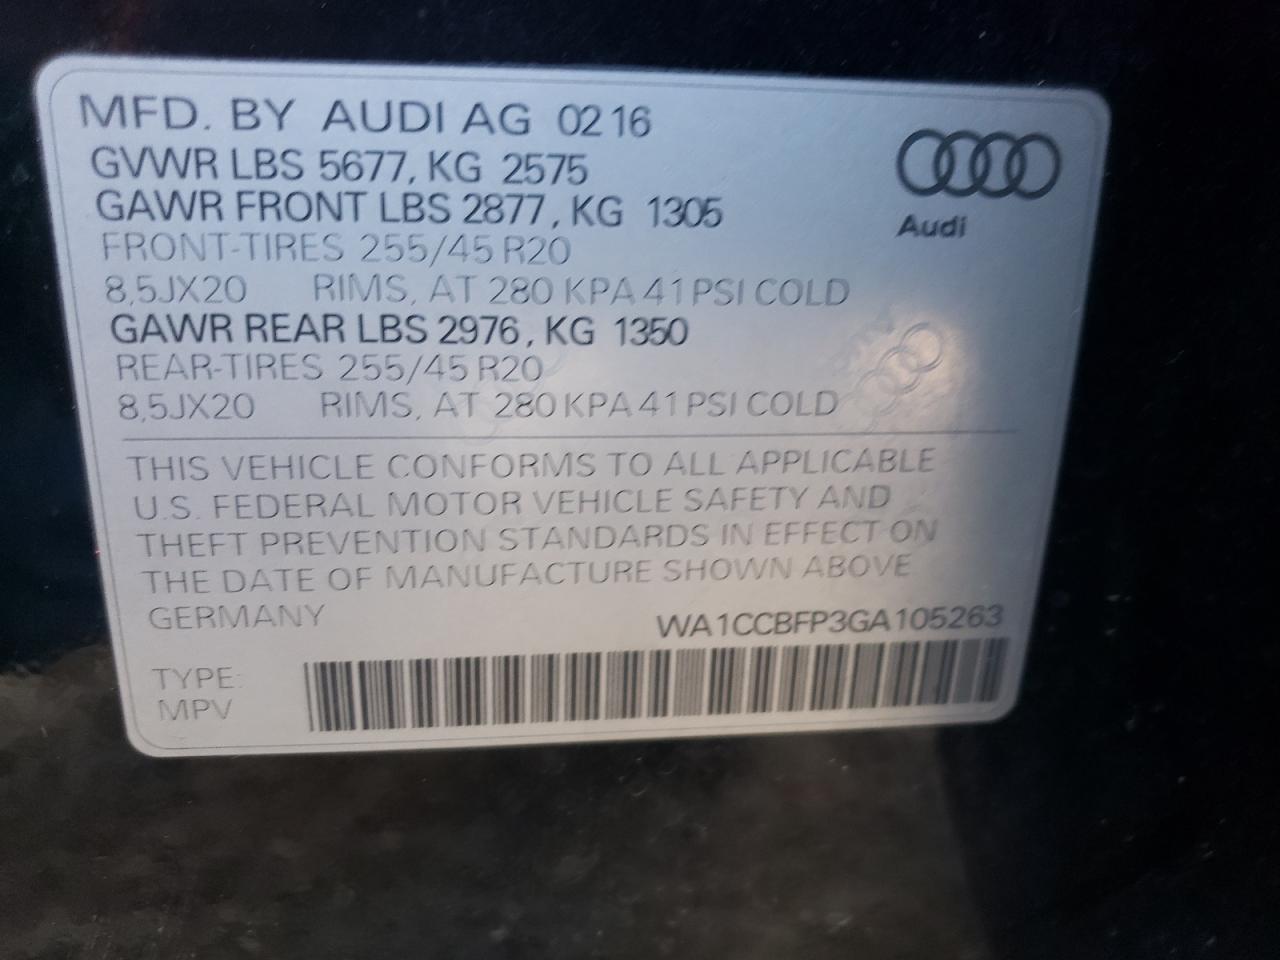 MFD. BY AUDI AG 02 16
GVWR LBS 5677, KG 2575
GAWR FRONT LBS 2877, KG 1305
Audi
FRONT-TIRES 255/45 R20
8,5JX20 RIMS, AT 280 KPA 41 PSI COLD
GAWR REAR LBS 2976, KG 1350
REAR-TIRES 255/45 R20
8,5JX20 RIMS, AT 280 KPA 41 PSI COLD
THIS VEHICLE CONFORMS TO ALL APPLICABLE
U.S. FEDERAL MOTOR VEHICLE SAFETY AND
THEFT PREVENTION STANDARDS IN EFFECT ON
THE DATE OF MANUFACTURE SHOWN ABOVE
GERMANY WA1CCBFP3GA105263
TYPE:
MPV